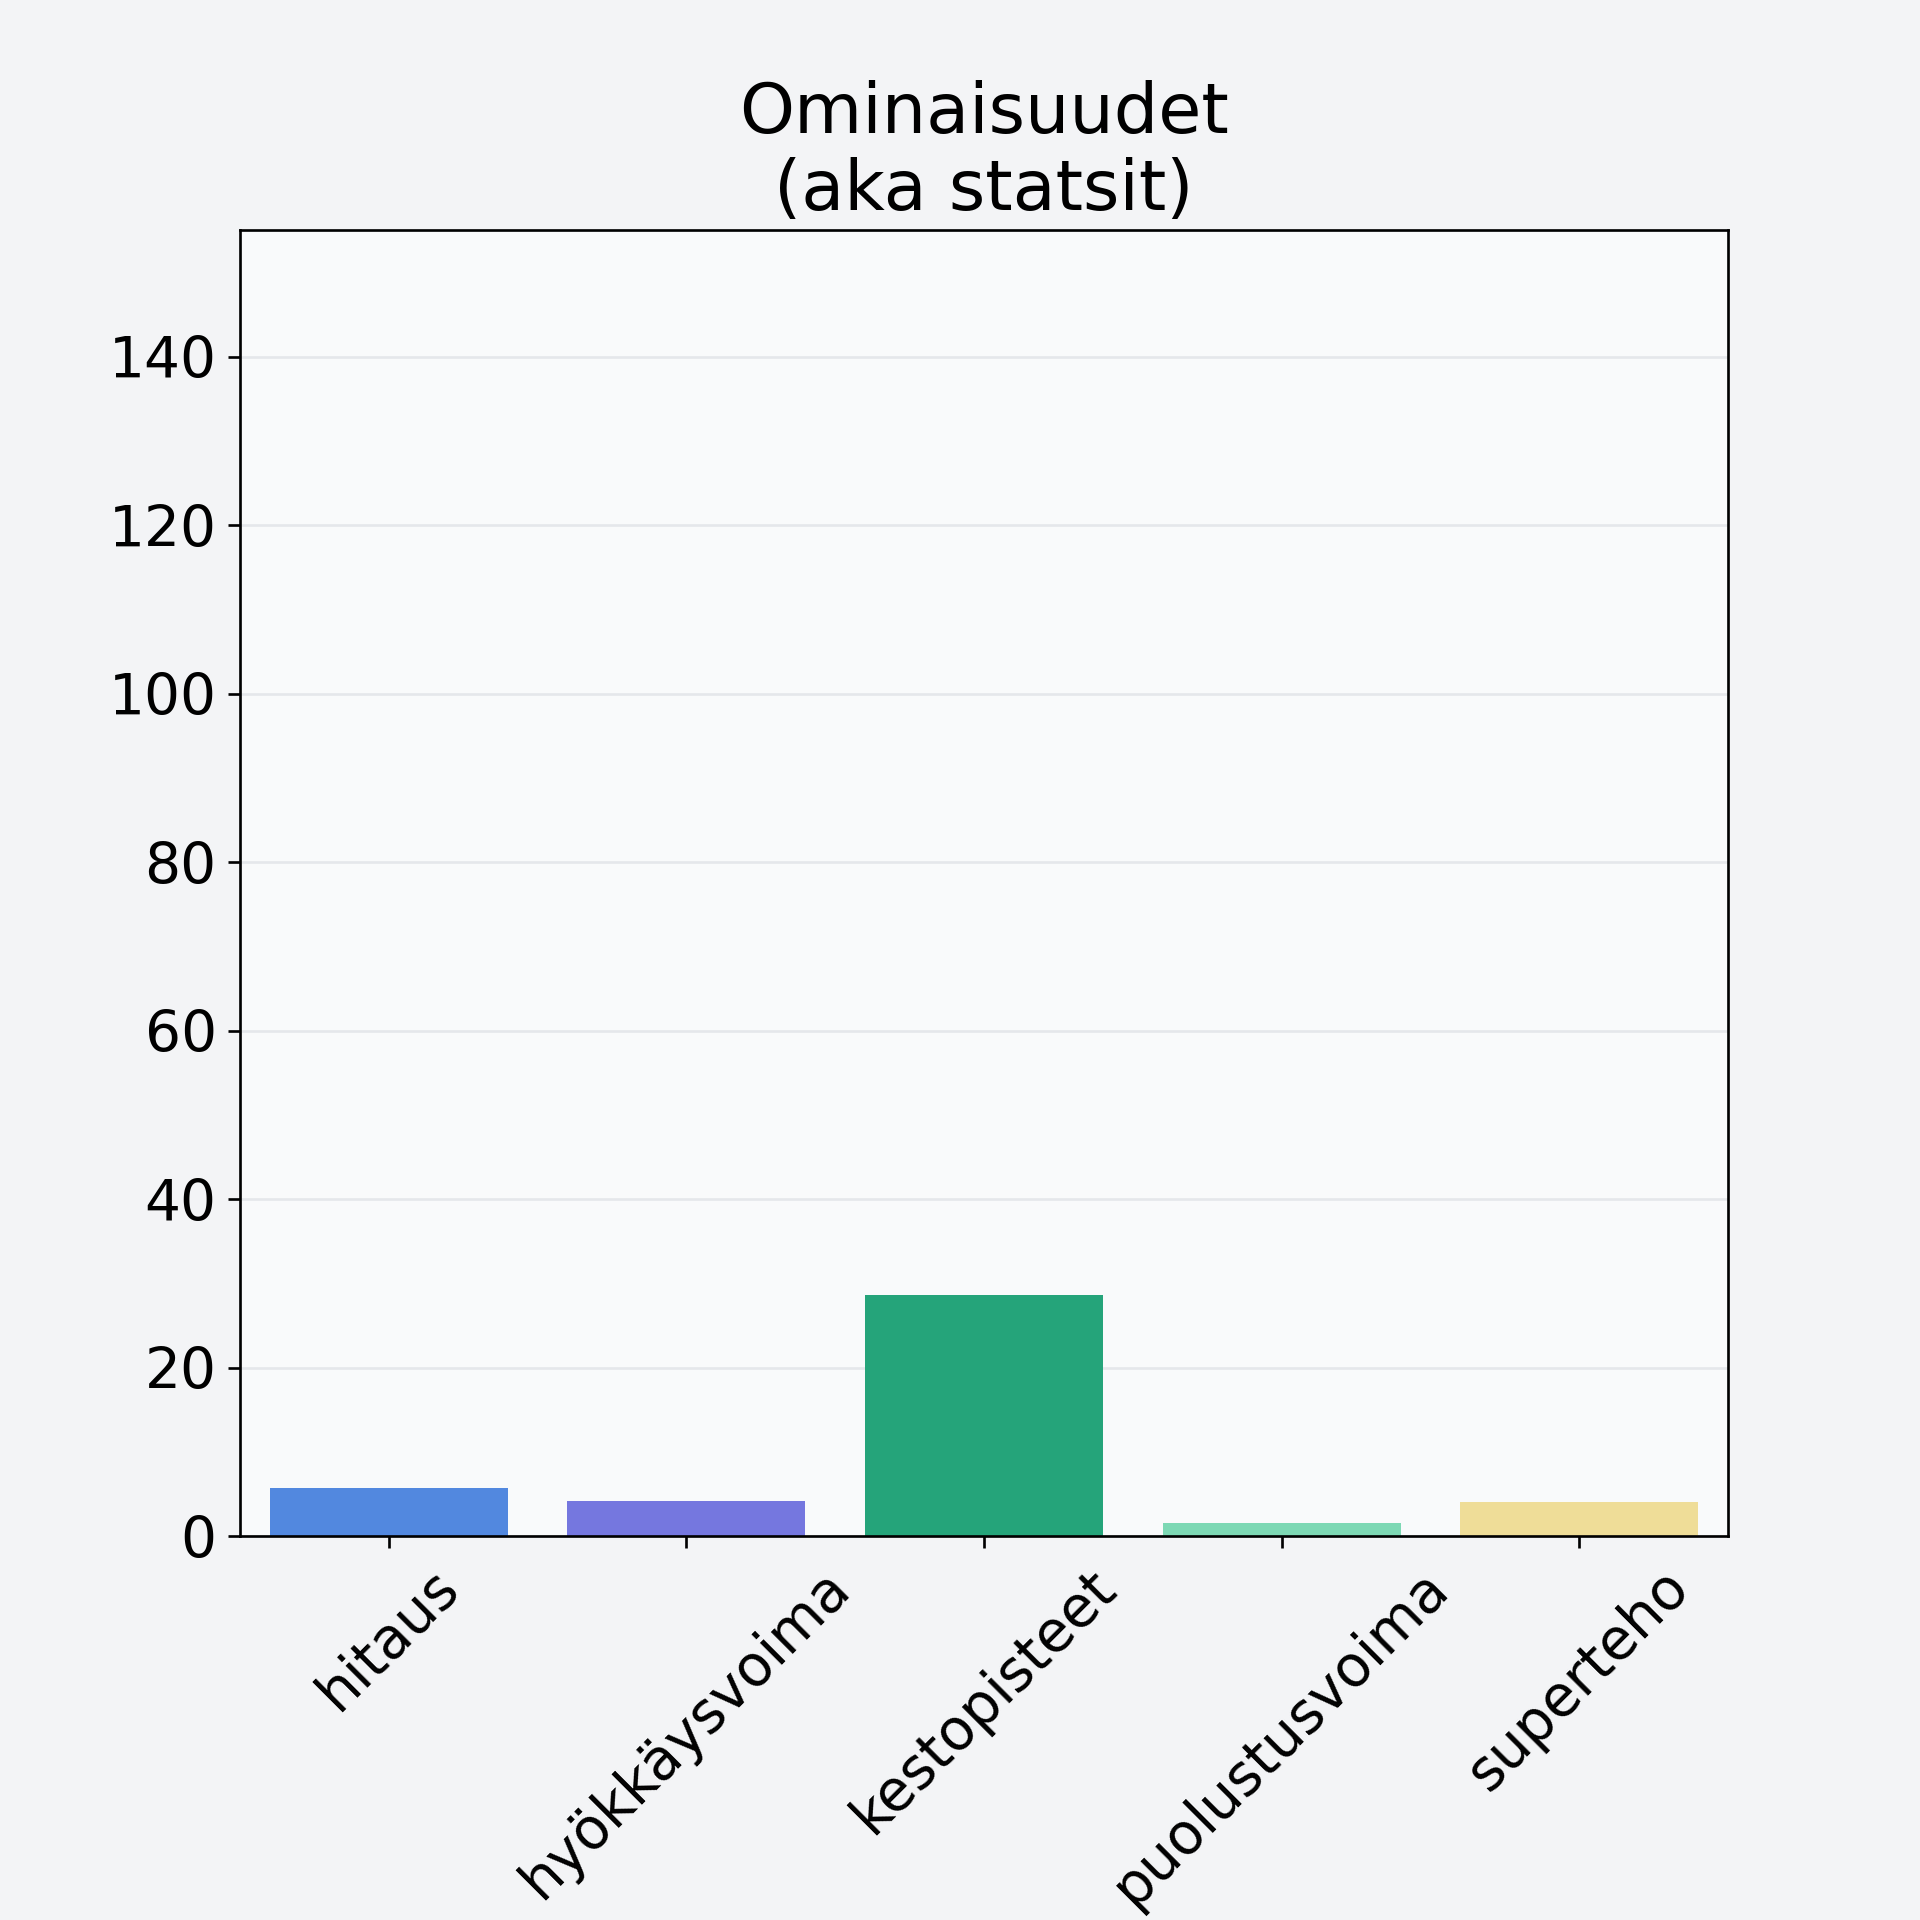 Ominaisuudet
(aka statsit)
140
120
100
80
60
40
20
0
hitaus
hyökkäysvoima
kestopisteet
puolustusvoima
superteho